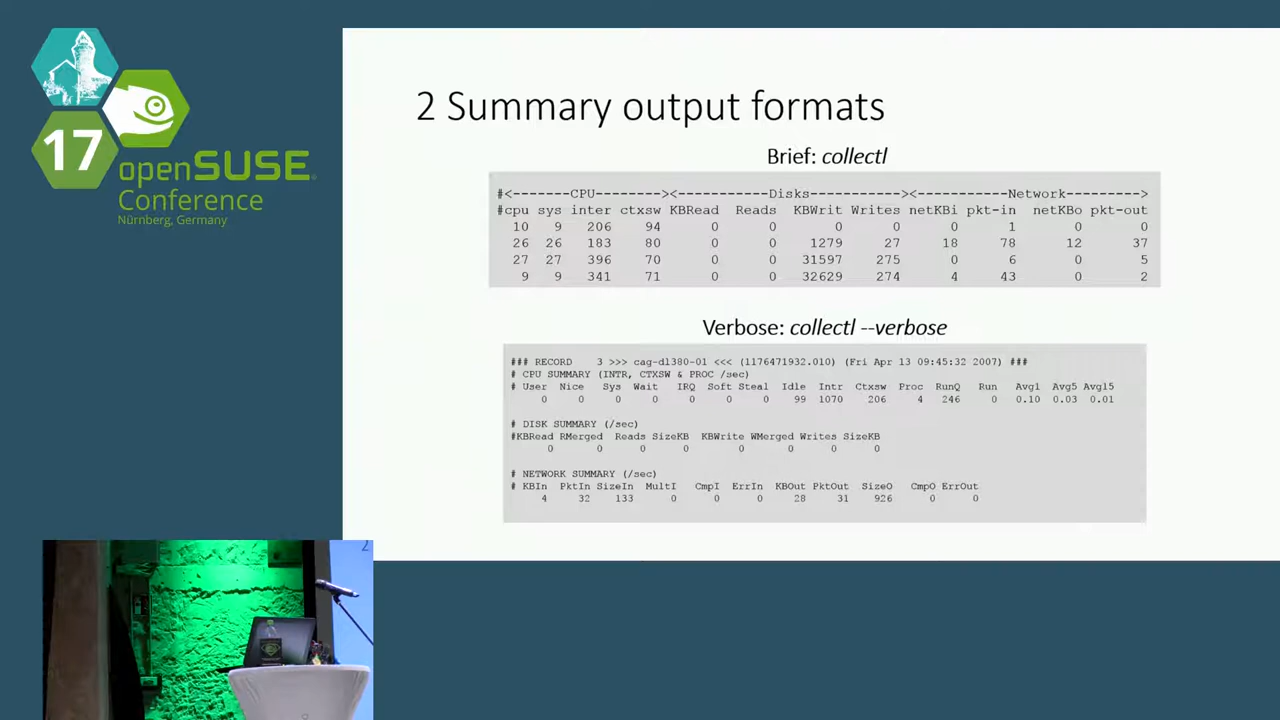 17
openSUSE
Conference
Nürnberg, Germany
2 Summary output formats
Brief: collectl
#<-------CPU--------><-----------Disks-----------><-----------Network---------->
#cpu sys inter ctxsw KBRead Reads KBWrit Writes netKBi pkt-in netKBo pkt-out
10 9 206 94 0 0 0 0 0 1 0 0
26 26 183 80 0 0 1279 27 18 78 12 37
27 27 396 70 0 0 31597 275 0 6 0 5
9 9 341 71 0 0 32629 274 4 43 0 2
Verbose: collectl --verbose
### RECORD 3 >>> cag-dl380-01 <<< (1176471932.010) (Fri Apr 13 09:45:32 2007) ###
# CPU SUMMARY (INTR, CTXSW & PROC /sec)
# User Nice Sys Wait IRQ Soft Steal Idle Intr Ctxsw Proc RunQ Run Avg1 Avg5 Avg15
0 0 0 0 0 0 0 99 1070 206 4 246 0 0.10 0.03 0.01
# DISK SUMMARY (/sec)
#KBRead RMerged Reads SizeKB KBWrite WMerged Writes SizeKB
0 0 0 0 0 0 0 0
# NETWORK SUMMARY (/sec)
# KBIn PktIn SizeIn MultI CmpI ErrIn KBOut PktOut SizeO CmpO ErrOut
4 32 133 0 0 0 28 31 926 0 0
2